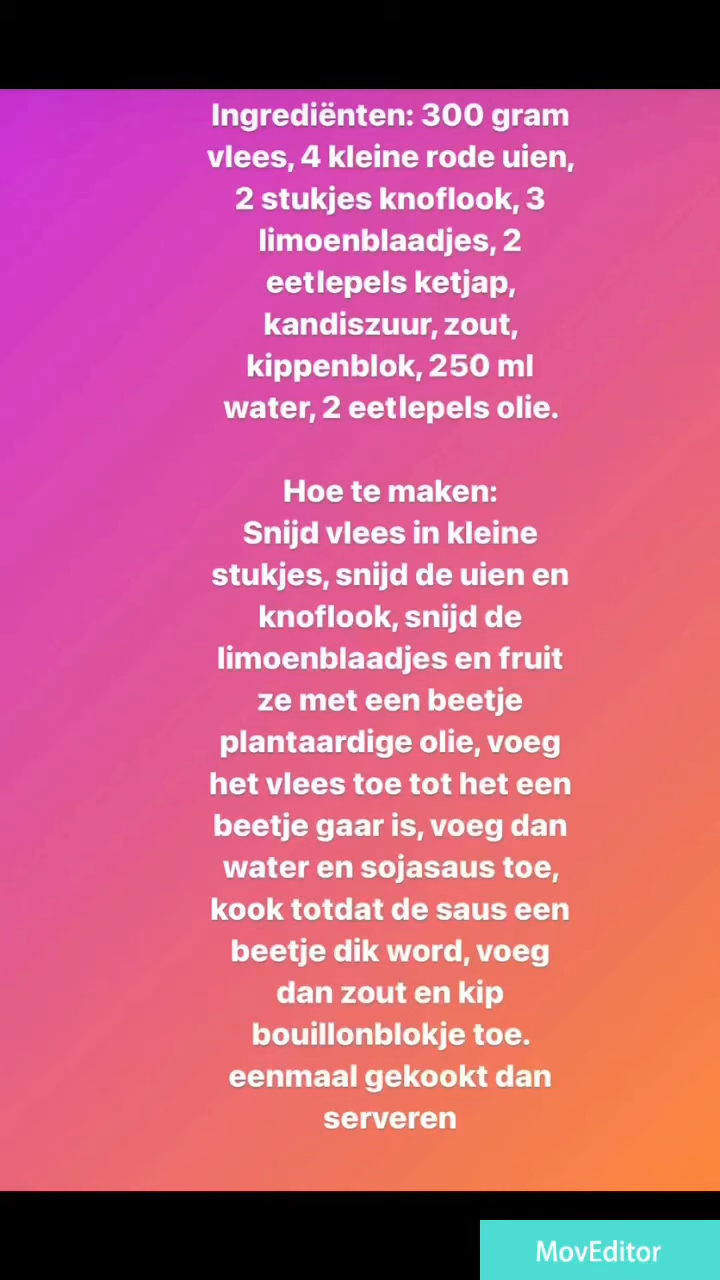 Ingrediënten: 300 gram
vlees, 4 kleine rode uien,
2 stukjes knoflook, 3
limoenblaadjes, 2
eetlepels ketjap,
kandiszuur, zout,
kippenblok, 250 ml
water, 2 eetlepels olie.
Hoe te maken:
Snijd vlees in kleine
stukjes, snijd de uien en
knoflook, snijd de
limoenblaadjes en fruit
ze met een beetje
plantaardige olie, voeg
het vlees toe tot het een
beetje gaar is, voeg dan
water en sojasaus toe,
kook totdat de saus een
beetje dik word, voeg
dan zout en kip
bouillonblokje toe.
eenmaal gekookt dan
serveren
MovEditor